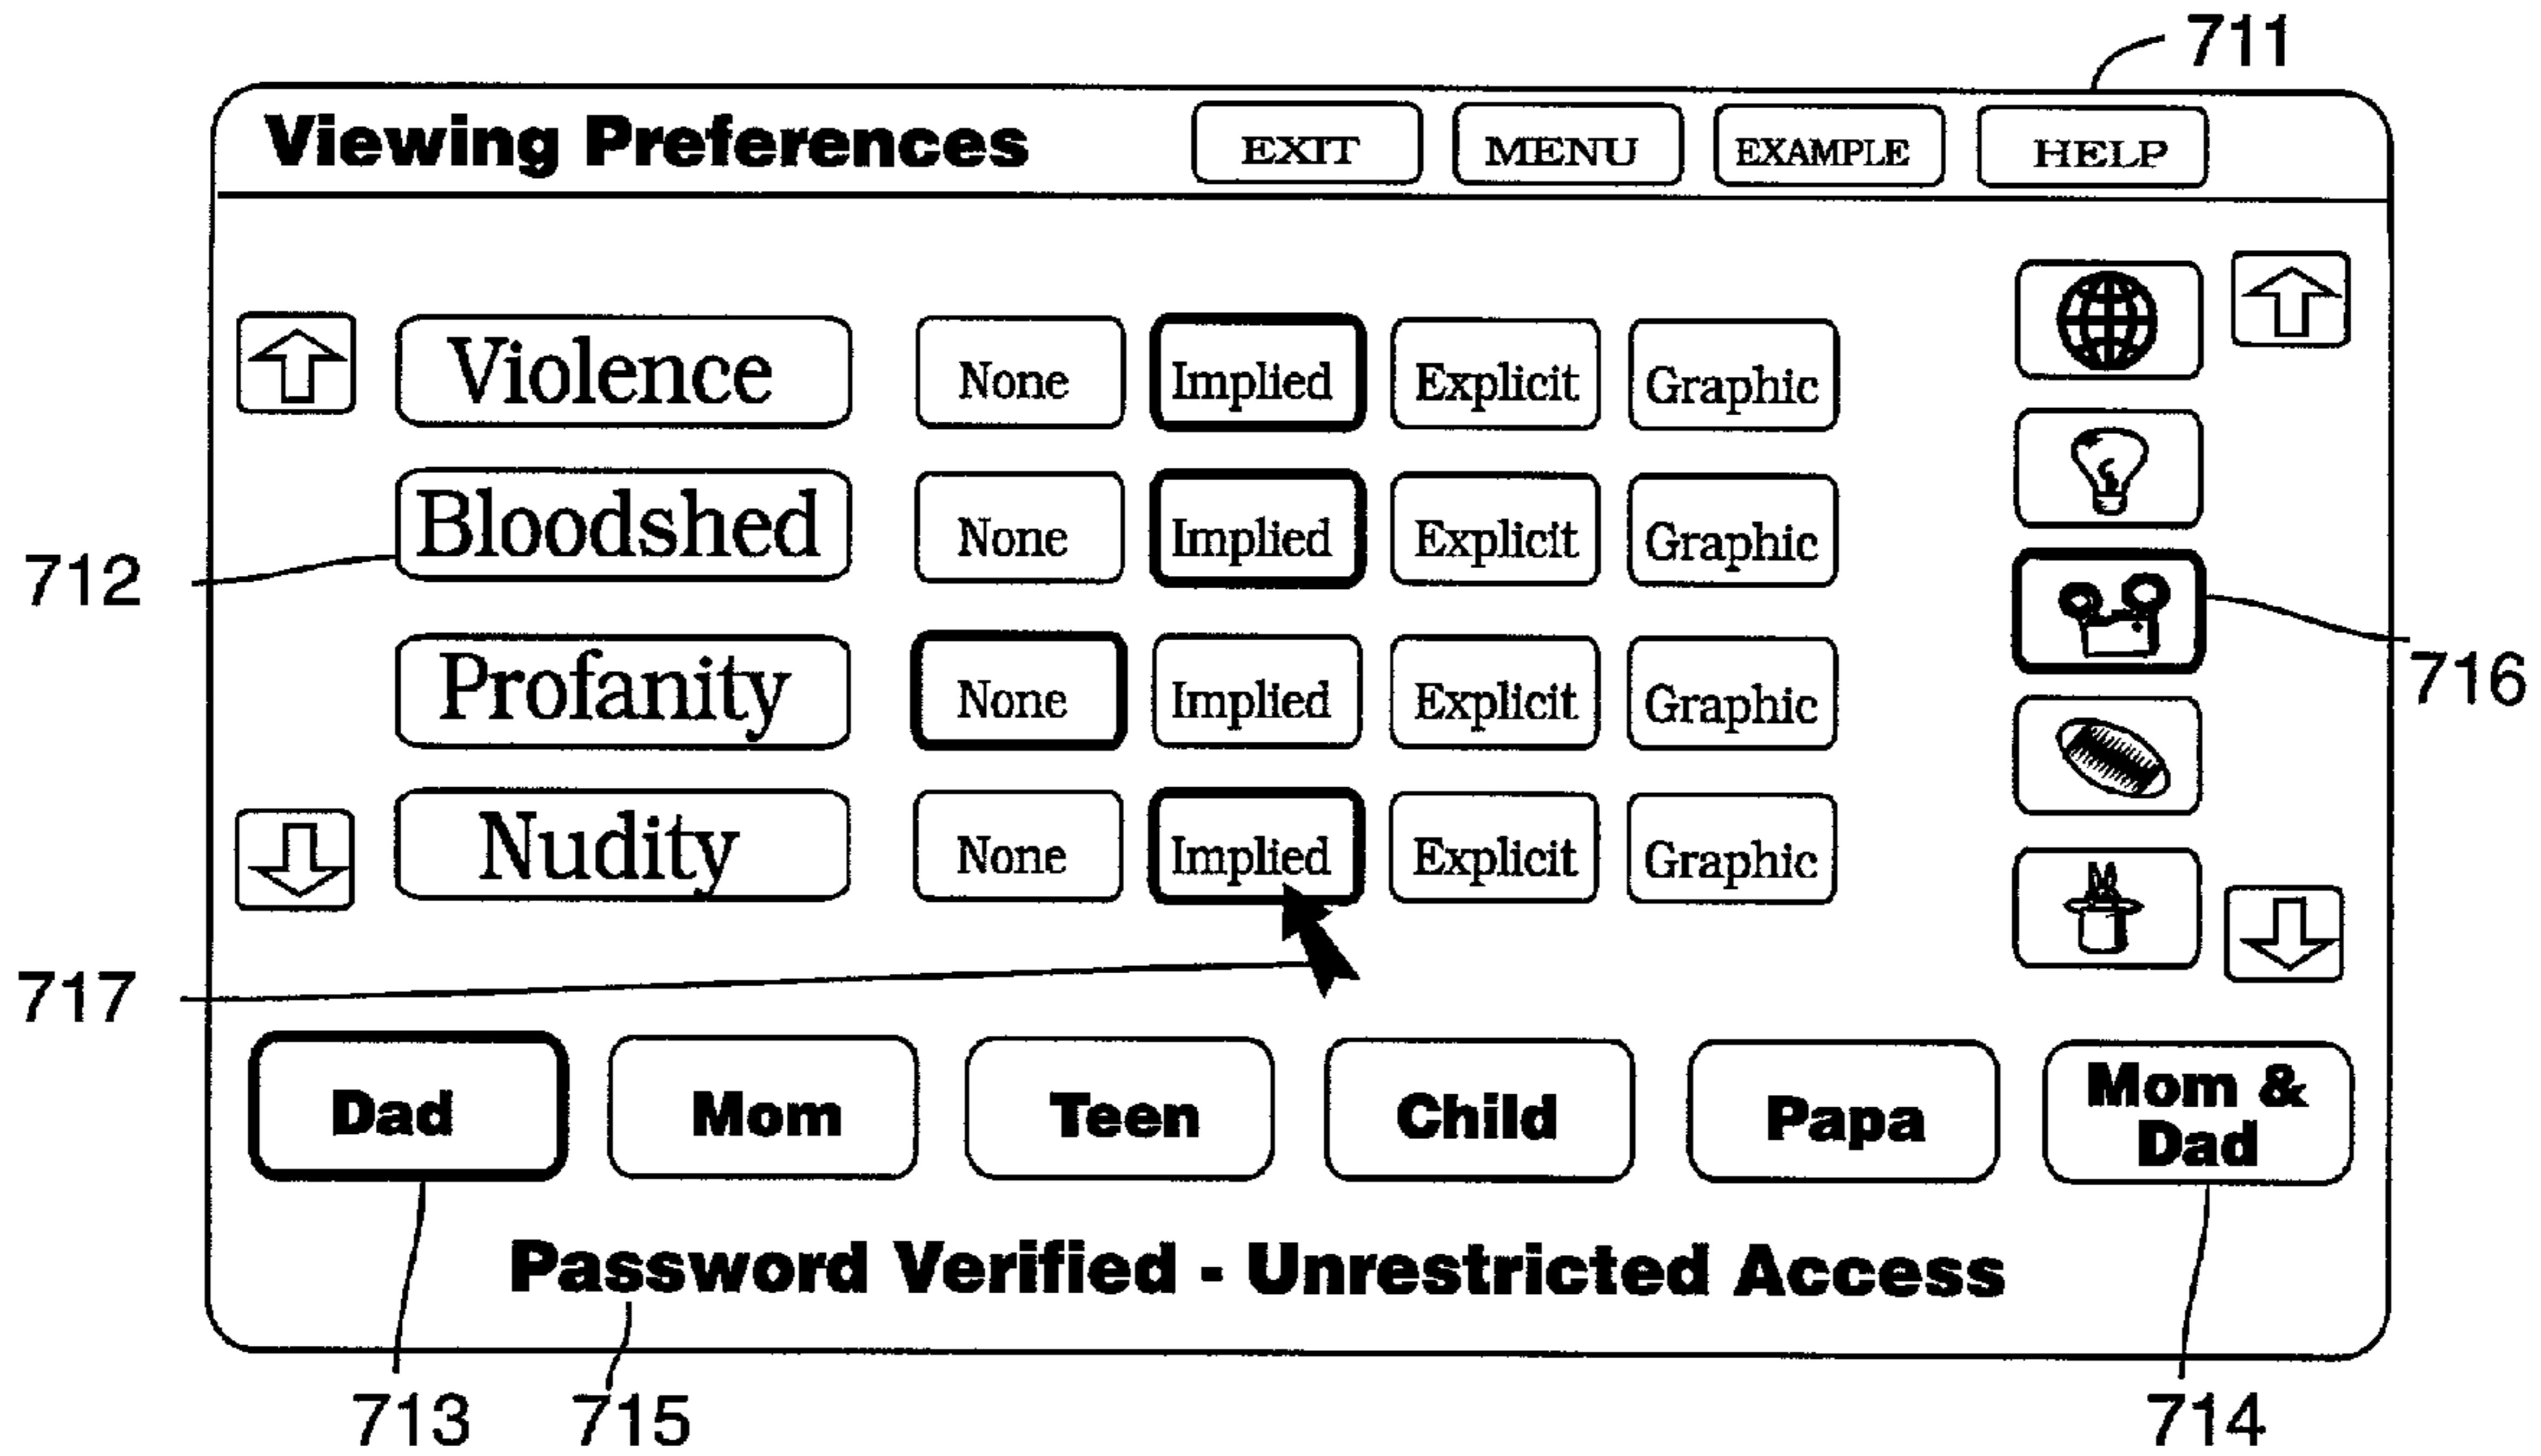 711
Viewing Preferences EXIT MENU EXAMPLE HELP
Violence None Implied Explicit Graphic
Bloodshed None Implied Explicit Graphic
712
Profanity None Implied Explicit Graphic
716
Nudity None Implied Explicit Graphic
717
Dad Mom Teen Child Papa Mom &
Dad
Password Verified - Unrestricted Access
713 715 714